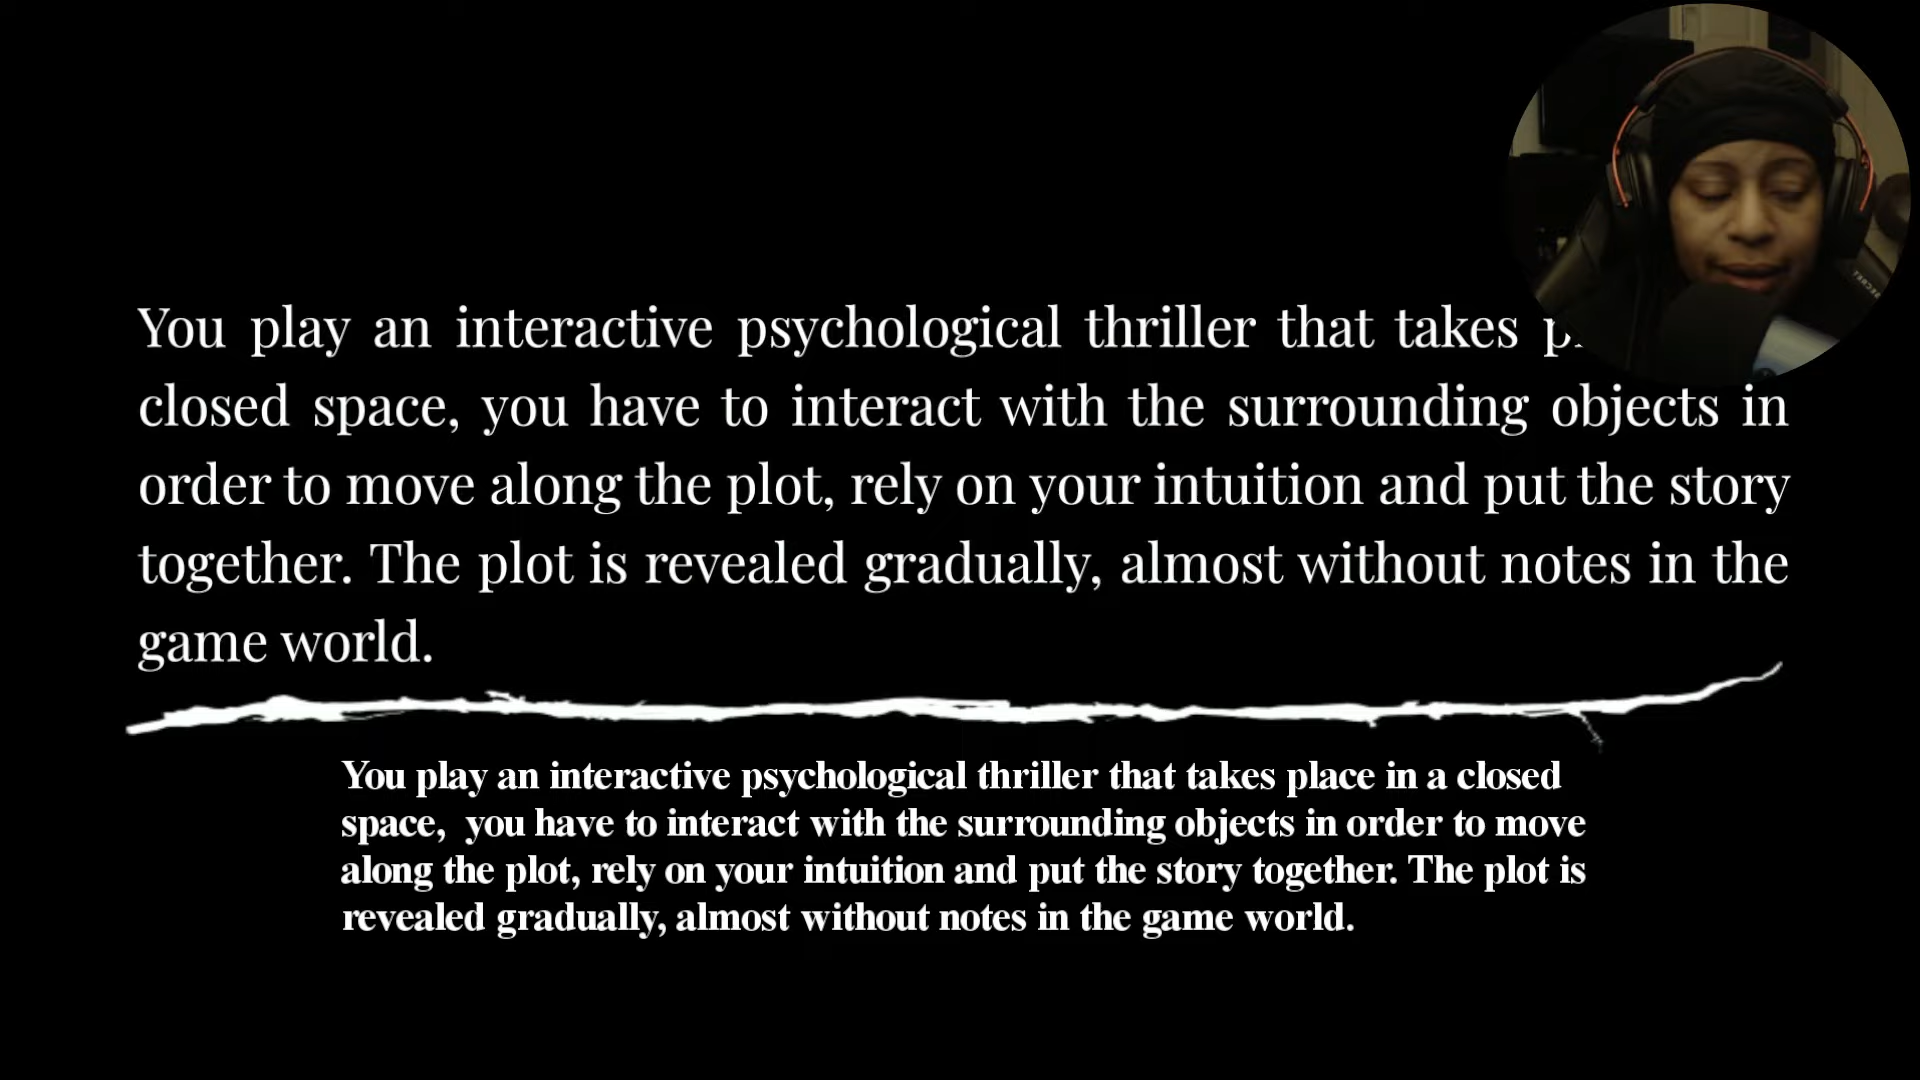 You play an interactive psychological thriller that takes
closed space, you have to interact with the surrounding objects in
order to move along the plot, rely on your intuition and put the story
together. The plot is revealed gradually, almost without notes in the
game world.
You play an interactive psychological thriller that takes place in a closed
space, you have to interact with the surrounding objects in order to move
along the plot, rely on your intuition and put the story together. The plot is
revealed gradually, almost without notes in the game world.